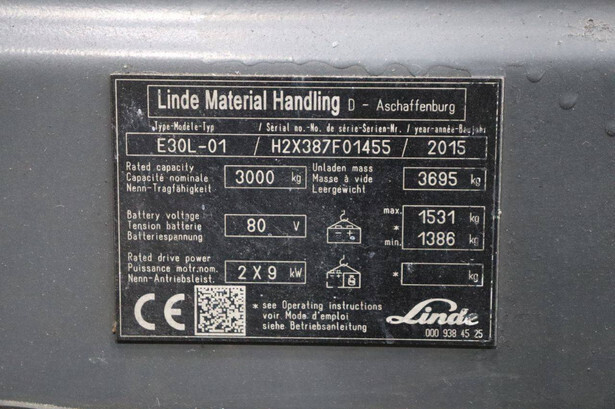 Linde Material Handling D - Aschaffenburg
Type-Modèle-Typ / Serial no.-No. de série-Serien-Nr. / year-année-Baujahr
E30L-01 / H2X387F01455 / 2015
Rated capacity
Capacité nominale 3000 kg
Nenn-Tragfähigkeit
Unladen mass
Masse à vide 3695 kg
Leergewicht
Battery voltage
Tension batterie 80 V
Batteriespannung
max. 1531 kg
*
min. 1386 kg
Rated drive power
Puissance motr.nom. 2 X 9 kW
Nenn-Antriebsleist.
* kg
CE
* see Operating instructions
voir Mode d'emploi
siehe Betriebsanleitung
Linde
000 938 45 25